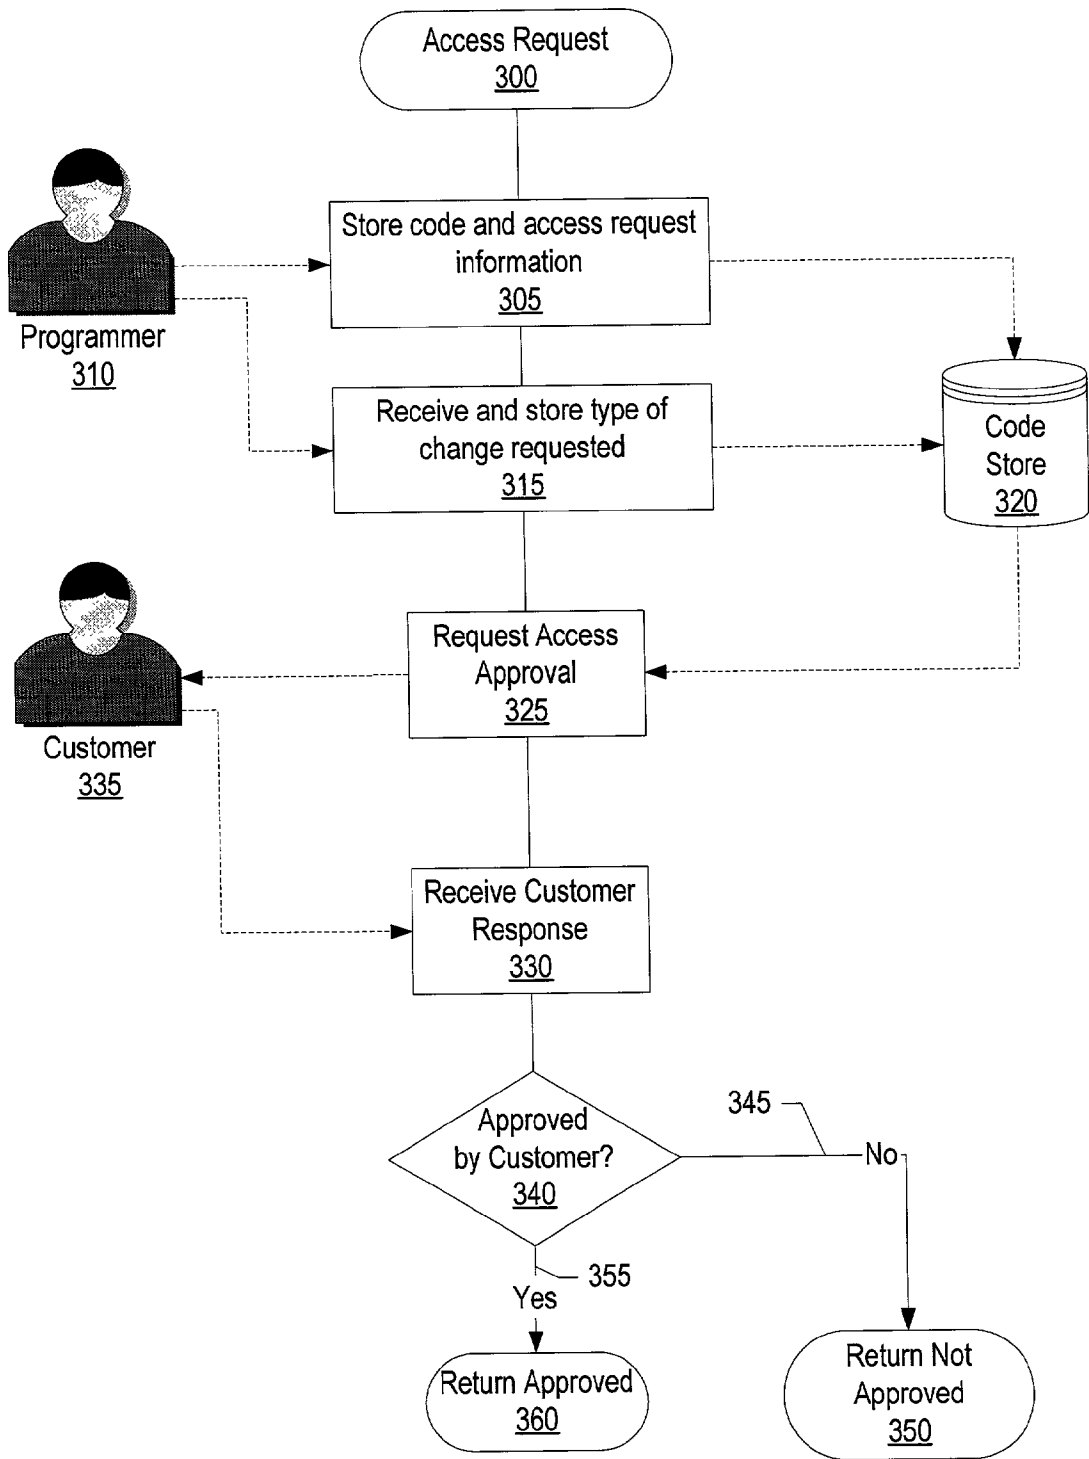 Access Request
300
Store code and access request
information
305
Programmer
310
Receive and store type of
change requested
315
Code
Store
320
Request Access
Approval
325
Customer
335
Receive Customer
Response
330
Approved
by Customer?
340
345
No
355
Yes
Return Approved
360
Return Not
Approved
350